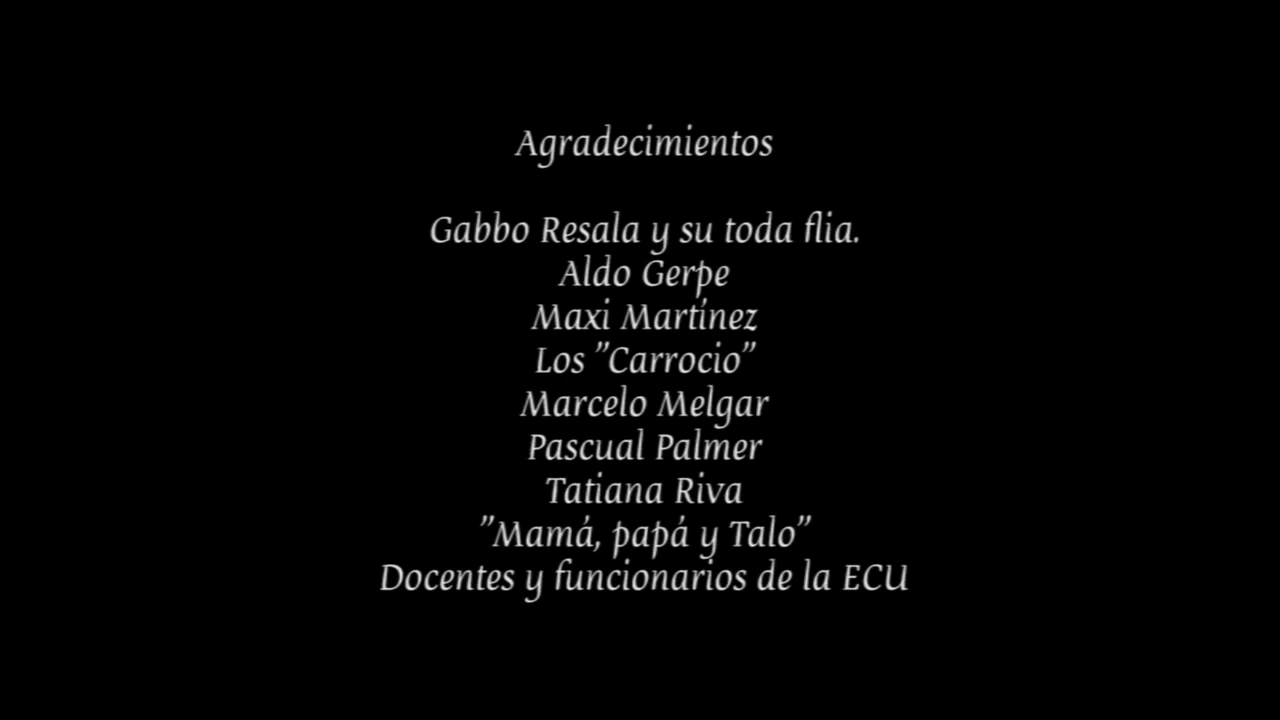 Agradecimientos
Gabbo Resala y su toda flia.
Aldo Gerpe
Maxi Martínez
Los "Carrocio"
Marcelo Melgar
Pascual Palmer
Tatiana Riva
"Mamá, papá y Talo"
Docentes y funcionarios de la ECU